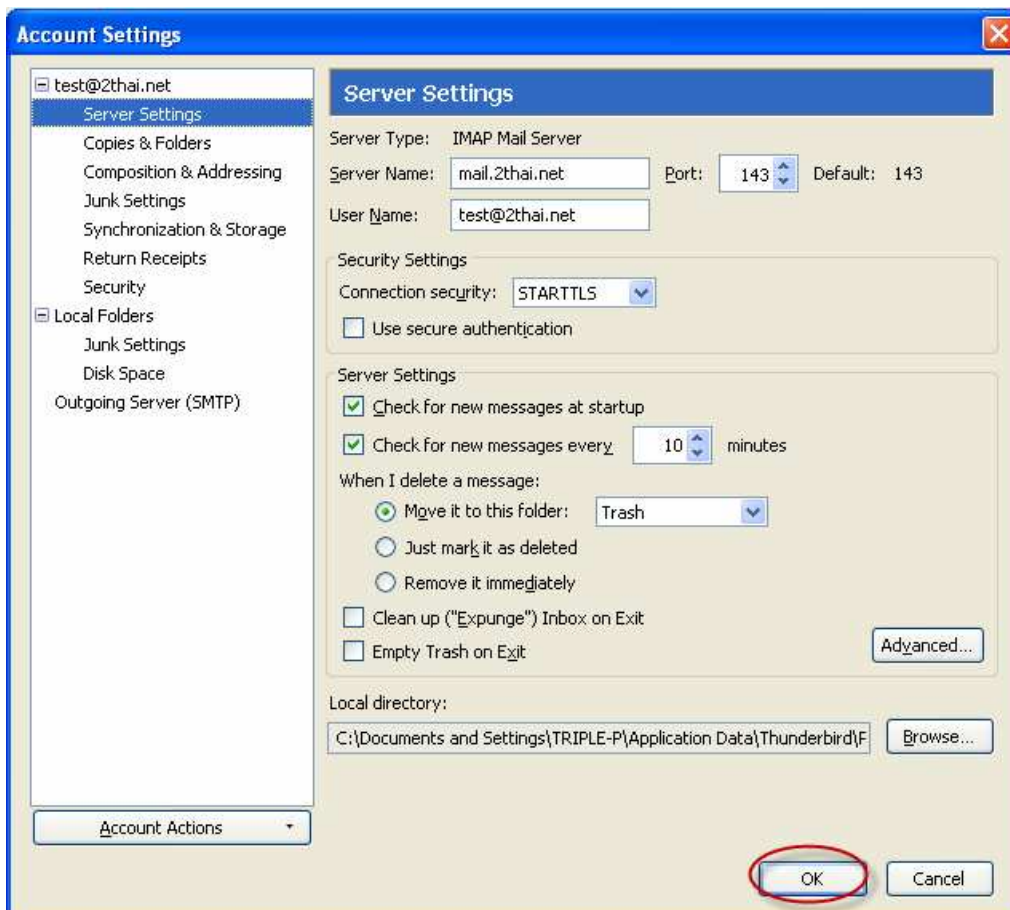 Account Settings
test@2thai.net
Server Settings
Copies & Folders
Composition & Addressing
Junk Settings
Synchronization & Storage
Return Receipts
Security
Local Folders
Junk Settings
Disk Space
Outgoing Server (SMTP)
Account Actions
Server Settings
Server Type: IMAP Mail Server
Server Name: mail.2thai.net Port: 143 Default: 143
User Name: test@2thai.net
Security Settings
Connection security: STARTTLS
Use secure authentication
Server Settings
Check for new messages at startup
Check for new messages every 10 minutes
When I delete a message:
Move it to this folder: Trash
Just mark it as deleted
Remove it immediately
Clean up ("Expunge") Inbox on Exit
Empty Trash on Exit
Advanced...
Local directory:
C:\Documents and Settings\TRIPLE-P\Application Data\Thunderbird\F Browse...
OK Cancel